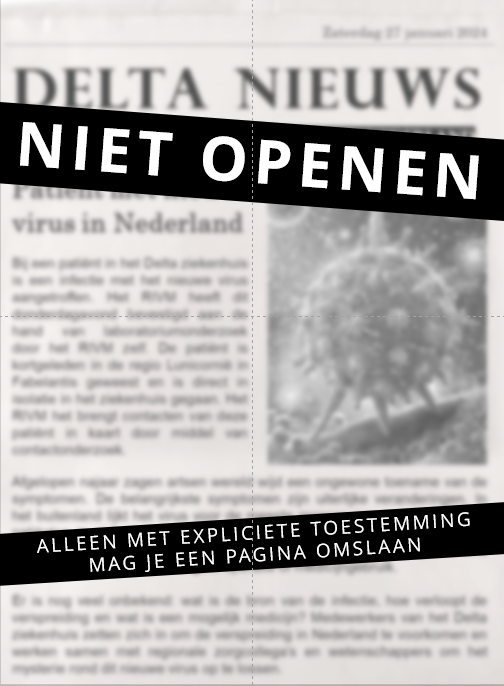 Zaterdag 27 januari 2024
DELTA NIEUWS
NIET OPENEN
Patiënt met
virus in Nederland
Bij een patiënt in het Delta ziekenhuis
is een infectie met het nieuwe virus
aangetroffen. Het RIVM heeft dit
hand van laboratoriumonderzoek
door het RIVM zelf. De patiënt is
kortgeleden in de regio Lunicornië in
Fabelantis geweest en is direct in
isolatie in het ziekenhuis gegaan. Het
RIVM het brengt contacten van deze
patiënt in kaart door middel van
contactonderzoek.
Afgelopen najaar zagen artsen wereldwijd een ongewone toename van de
symptomen. De belangrijkste symptomen zijn uiterlijke veranderingen. In
het buitenland lijkt het virus voor de
ALLEEN MET EXPLICIETE TOESTEMMING
MAG JE EEN PAGINA OMSLAAN
Er is nog veel onbekend: wat is de bron van de infectie, hoe verloopt de
verspreiding en wat is een mogelijk medicijn? Medewerkers van het Delta
ziekenhuis zetten zich in om de verspreiding in Nederland te voorkomen en
werken samen met regionale zorgcollega's en wetenschappers om het
mysterie rond dit nieuwe virus op te lossen.